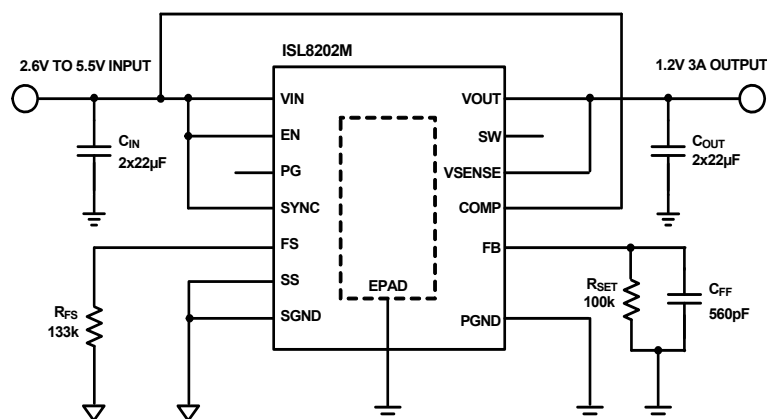 ISL8202M
2.6V TO 5.5V INPUT
1.2V 3A OUTPUT
VIN
VOUT
EN
SW
CIN
2x22µF
COUT
2x22µF
PG
VSENSE
SYNC
COMP
FS
FB
SS
EPAD
RSET
100k
CFF
560pF
RFS
133k
SGND
PGND